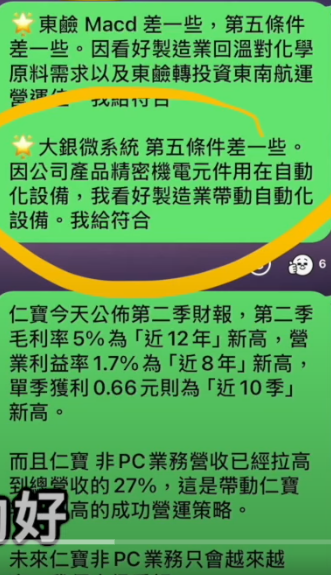 🌟 東鹼 Macd 差一些,第五條件
差一些。因看好製造業回溫對化學
原料需求以及東鹼轉投資東南航運
營運佳 我給符合
🌟 大銀微系統 第五條件差一些。
因公司產品精密機電元件用在自動
化設備,我看好製造業帶動自動化
設備。我給符合
6
仁寶今天公佈第二季財報,第二季
毛利率5%為「近12年」新高,營
業利益率1.7%為「近8年」新高,
單季獲利0.66元則為「近10季」
新高。
而且仁寶 非PC業務營收已經拉高
到總營收的27%,這是帶動仁寶
高的成功營運策略。
好
未來仁寶非PC業務只會越來越